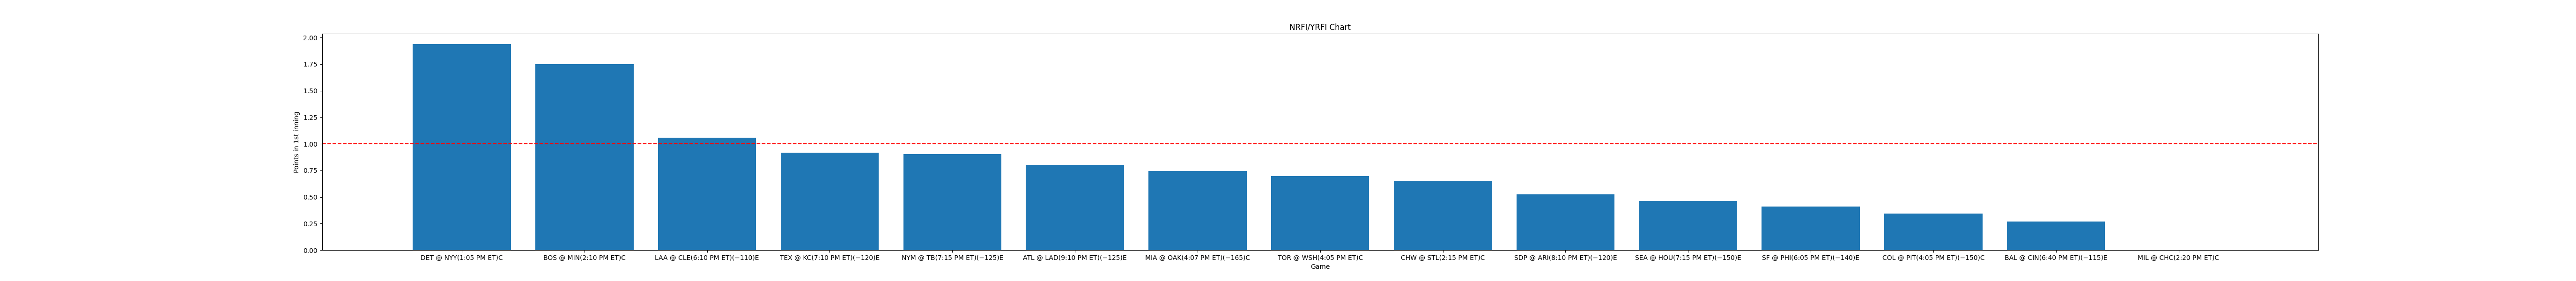 NRFI/YRFI Chart
Points in 1st inning
2.00
1.75
1.50
1.25
1.00
0.75
0.50
0.25
0.00
DET @ NYY(1:05 PM ET)C
BOS @ MIN(2:10 PM ET)C
LAA @ CLE(6:10 PM ET)(−110)E
TEX @ KC(7:10 PM ET)(−120)E
NYM @ TB(7:15 PM ET)(−125)E
ATL @ LAD(9:10 PM ET)(−125)E
MIA @ OAK(4:07 PM ET)(−165)C
TOR @ WSH(4:05 PM ET)C
CHW @ STL(2:15 PM ET)C
SDP @ ARI(8:10 PM ET)(−120)E
SEA @ HOU(7:15 PM ET)(−150)E
SF @ PHI(6:05 PM ET)(−140)E
COL @ PIT(4:05 PM ET)(−150)C
BAL @ CIN(6:40 PM ET)(−115)E
MIL @ CHC(2:20 PM ET)C
Game